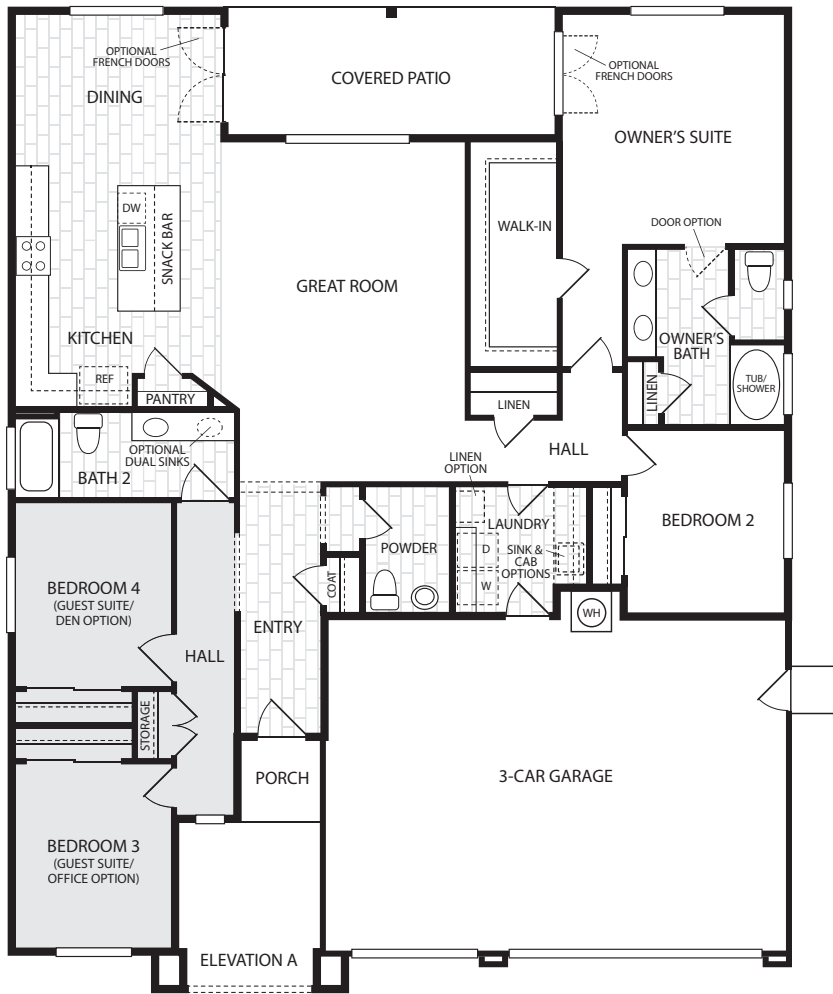 OPTIONAL
FRENCH DOORS
DINING
COVERED PATIO
OPTIONAL
FRENCH DOORS
OWNER'S SUITE
DW
SNACK BAR
WALK-IN
DOOR OPTION
GREAT ROOM
KITCHEN
OWNER'S
BATH
REF
PANTRY
LINEN
LINEN
TUB/
SHOWER
OPTIONAL
DUAL SINKS
BATH 2
HALL
LINEN
OPTION
LAUNDRY
BEDROOM 2
POWDER
D
SINK &
CAB
OPTIONS
W
COAT
WH
BEDROOM 4
(GUEST SUITE/
DEN OPTION)
ENTRY
HALL
STORAGE
PORCH
3-CAR GARAGE
BEDROOM 3
(GUEST SUITE/
OFFICE OPTION)
ELEVATION A